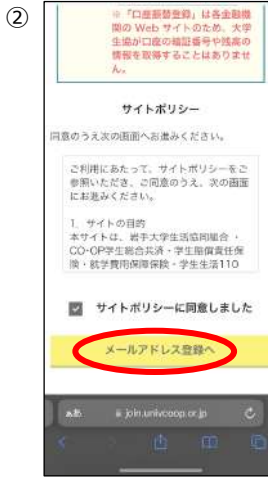 ②
※「口座振替登録」は各金融機
関の Web サイトのため、大学
生協が口座の暗証番号や残高の
情報を取得することはありませ
ん。
サイトポリシー
同意のうえ次の画面へお進みください。
ご利用にあたって、サイトポリシーをご
参照いただき、ご同意のうえ、次の画面
にお進みください。
1. サイトの目的
本サイトは、岩手大学生活協同組合・
CO-OP学生総合共済・学生賠償責任保
険・就学費用保障保険・学生生活110
サイトポリシーに同意しました
メールアドレス登録へ
ああ
join.univcoop.or.jp